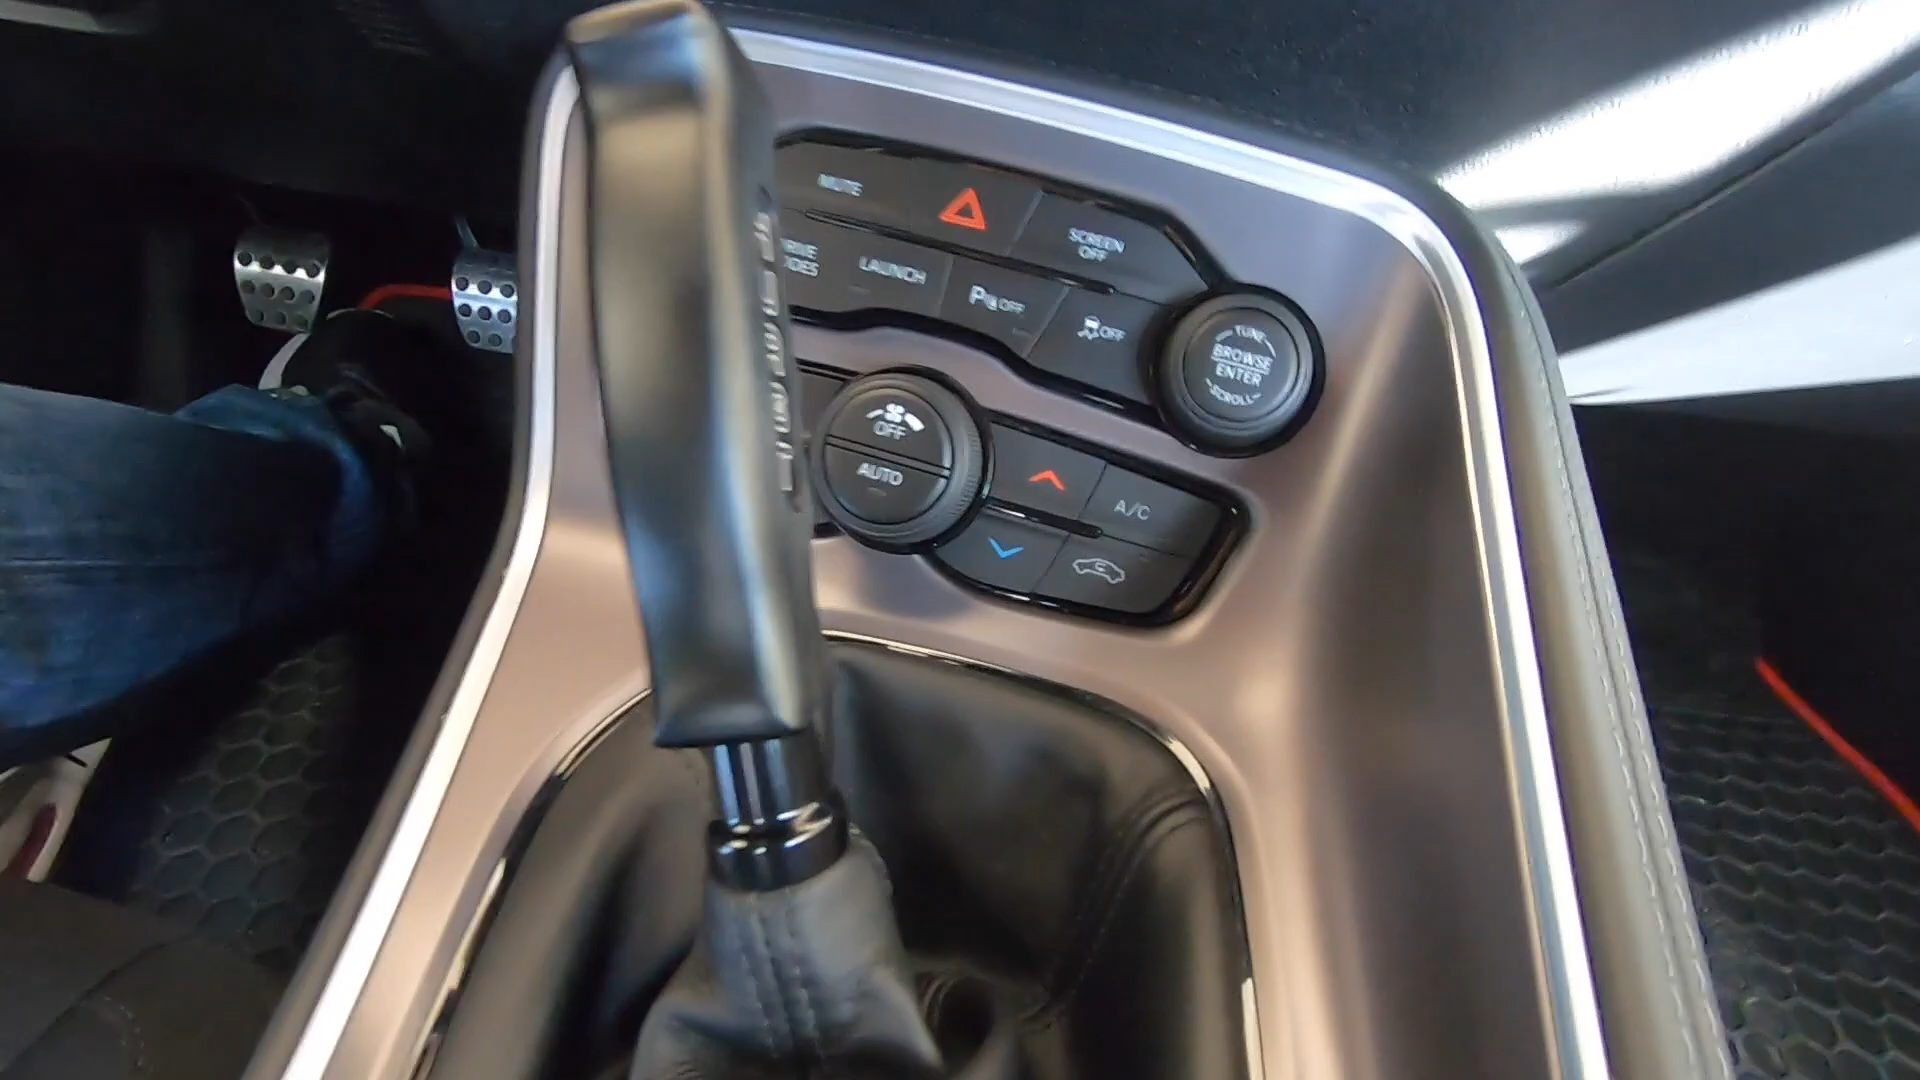 MUTE
SCREEN
OFF
LAUNCH
P OFF
OFF
TUNE
BROWSE
ENTER
SCROLL
OFF
AUTO
A/C